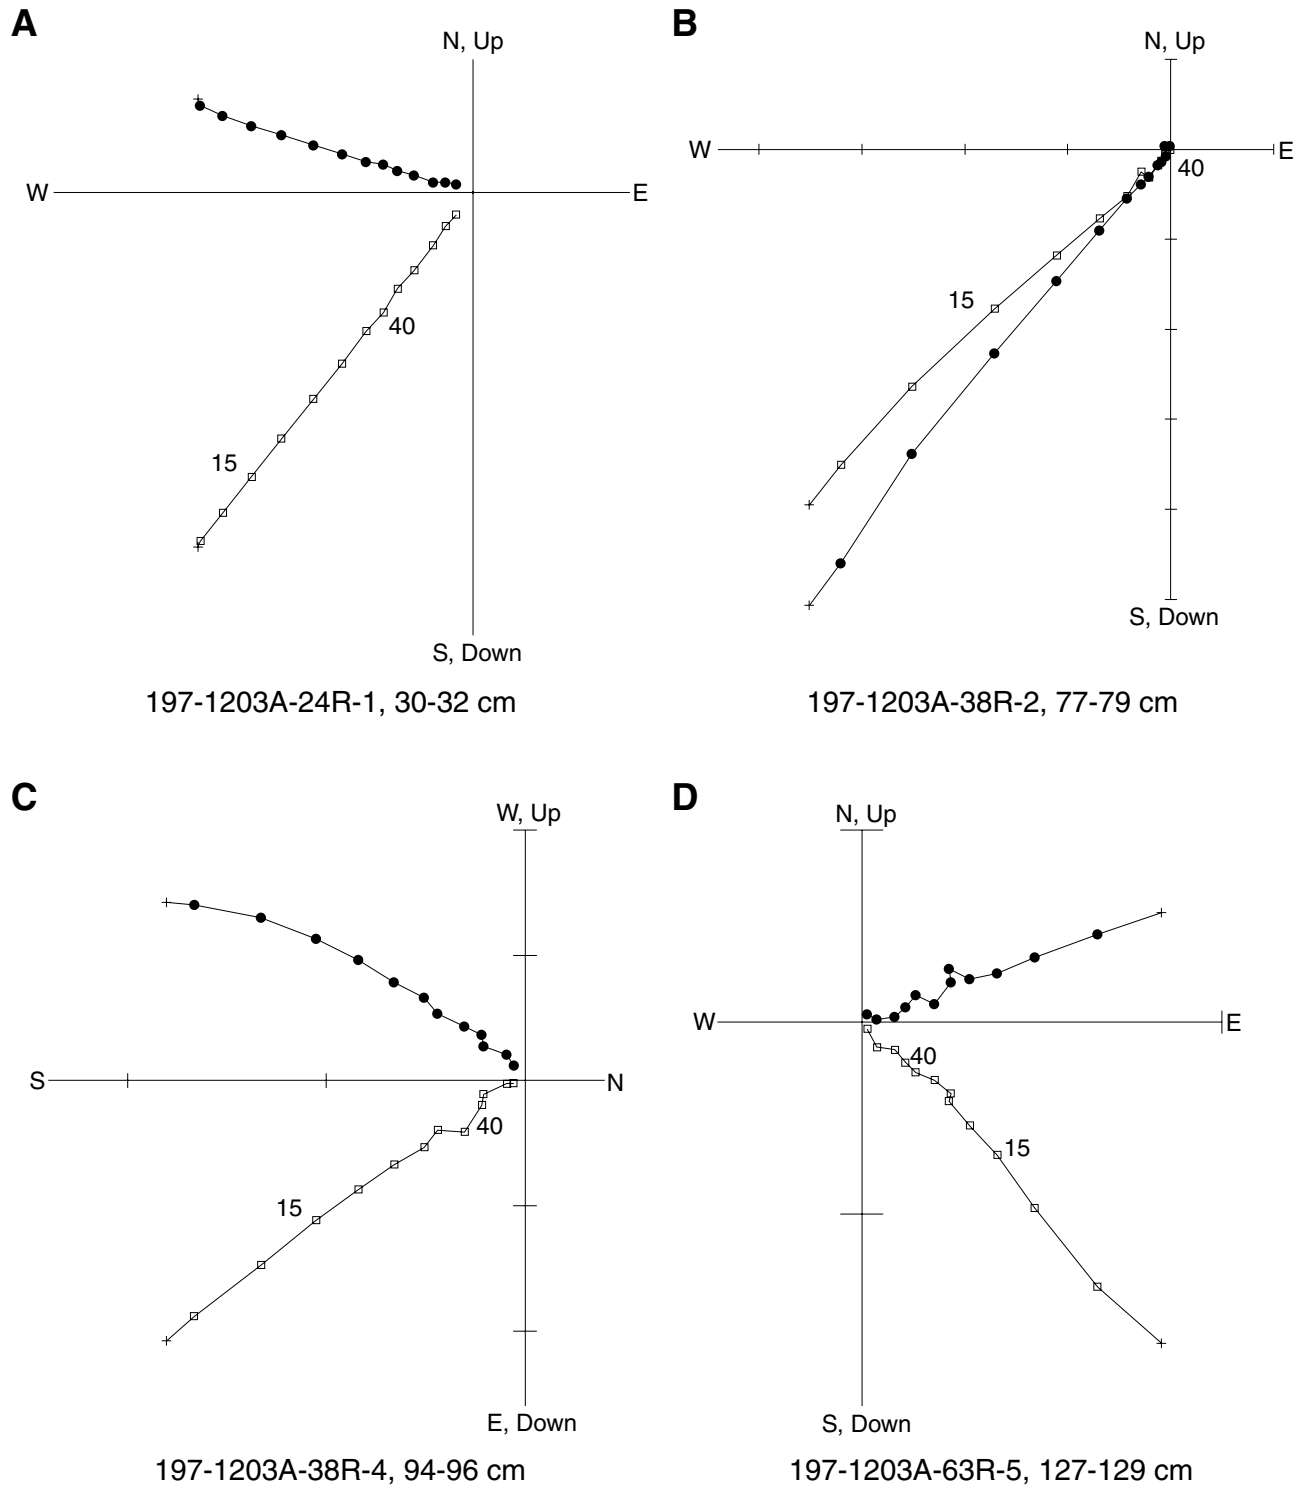 A
N, Up
W
E
40
15
S, Down
197-1203A-24R-1, 30-32 cm
B
N, Up
W
E
40
15
S, Down
197-1203A-38R-2, 77-79 cm
C
W, Up
S
N
40
15
E, Down
197-1203A-38R-4, 94-96 cm
D
N, Up
W
E
40
15
S, Down
197-1203A-63R-5, 127-129 cm